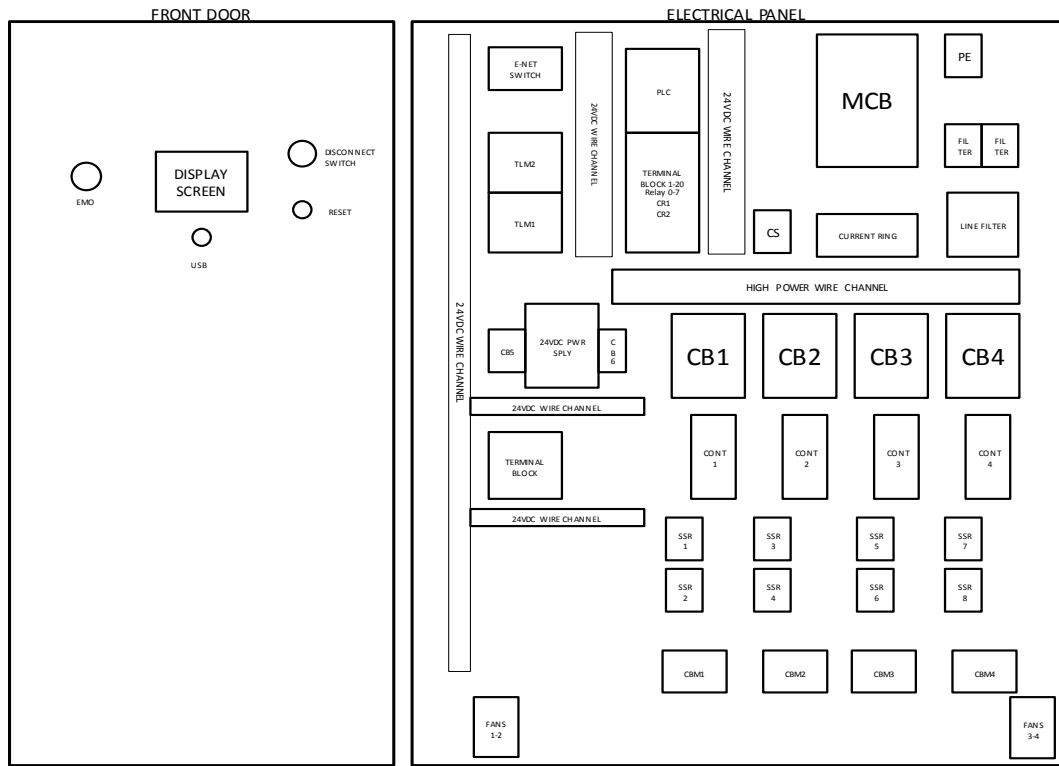 FRONT DOOR
EMO
DISPLAY
SCREEN
USB
DISCONNECT
SWITCH
RESET
ELECTRICAL PANEL
E-NET
SWITCH
24VDC WIRE CHANNEL
PLC
24VDC WIRE CHANNEL
MCB
PE
FIL
TER
FIL
TER
TLM2
TLM1
TERMINAL
BLOCK 1-20
Relay 0-7
CR1
CR2
CS
CURRENT RING
LINE FILTER
HIGH POWER WIRE CHANNEL
24VDC WIRE CHANNEL
CB5
24VDC PWR
SPLY
C
B
6
CB1
CB2
CB3
CB4
24VDC WIRE CHANNEL
TERMINAL
BLOCK
CONT
1
CONT
2
CONT
3
CONT
4
24VDC WIRE CHANNEL
SSR
1
SSR
3
SSR
5
SSR
7
SSR
2
SSR
4
SSR
6
SSR
8
CBM1
CBM2
CBM3
CBM4
FANS
1-2
FANS
3-4